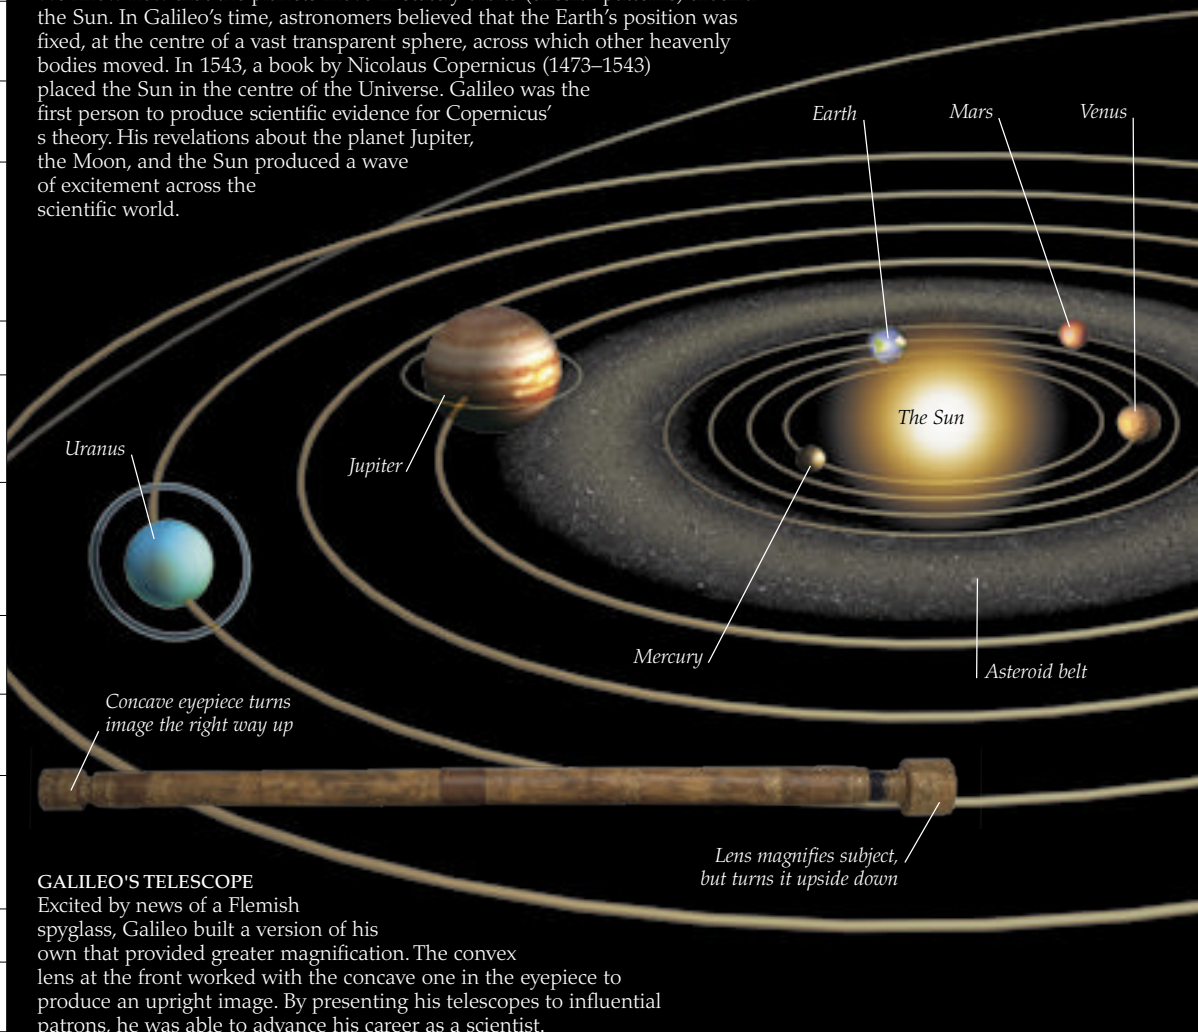 the Sun. In Galileo's time, astronomers believed that the Earth's position was
fixed, at the centre of a vast transparent sphere, across which other heavenly
bodies moved. In 1543, a book by Nicolaus Copernicus (1473–1543)
placed the Sun in the centre of the Universe. Galileo was the
first person to produce scientific evidence for Copernicus'
s theory. His revelations about the planet Jupiter,
the Moon, and the Sun produced a wave
of excitement across the
scientific world.
Earth
Mars
Venus
The Sun
Uranus
Jupiter
Mercury
Asteroid belt
Concave eyepiece turns
image the right way up
Lens magnifies subject,
but turns it upside down
GALILEO'S TELESCOPE
Excited by news of a Flemish
spyglass, Galileo built a version of his
own that provided greater magnification. The convex
lens at the front worked with the concave one in the eyepiece to
produce an upright image. By presenting his telescopes to influential
patrons, he was able to advance his career as a scientist.